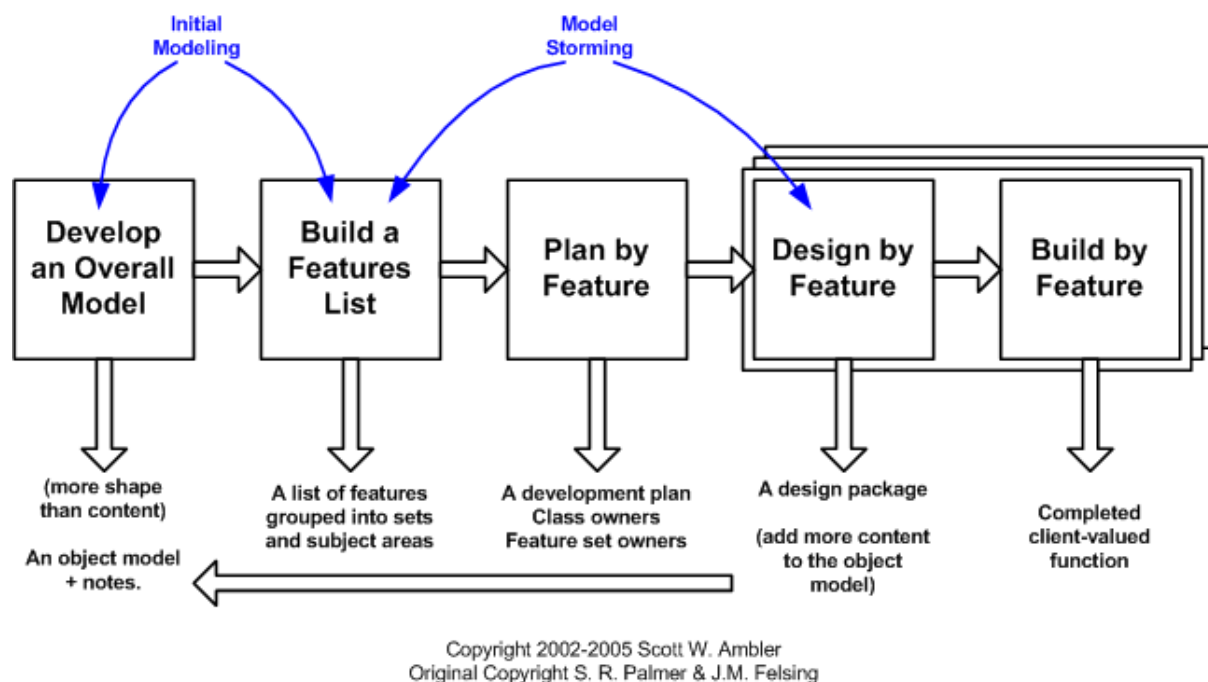 Initial
Modeling
Model
Storming
Develop
an Overall
Model
Build a
Features
List
Plan by
Feature
Design by
Feature
Build by
Feature
(more shape
than content)
An object model
+ notes.
A list of features
grouped into sets
and subject areas
A development plan
Class owners
Feature set owners
A design package
(add more content
to the object
model)
Completed
client-valued
function
Copyright 2002-2005 Scott W. Ambler
Original Copyright S. R. Palmer & J.M. Felsing